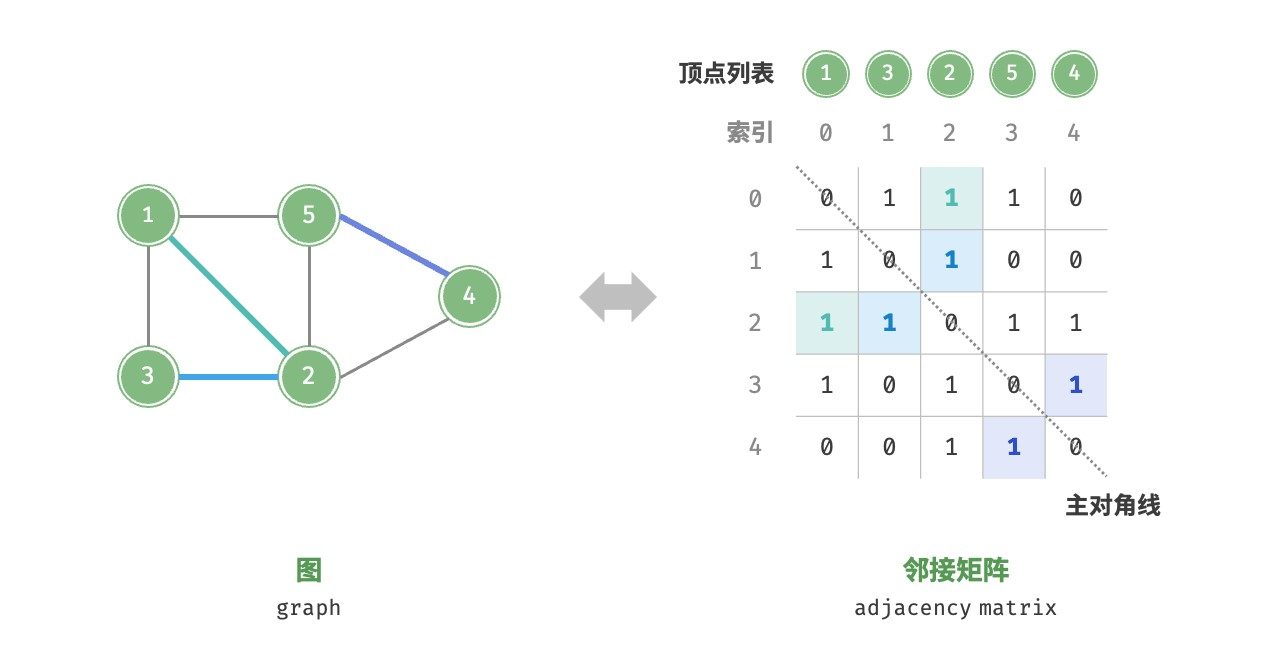 1 5
4
3 2
图
graph
顶点列表 1 3 2 5 4
索引 0 1 2 3 4
0 0 1 1 1 0
1 1 0 1 0 0
2 1 1 0 1 1
3 1 0 1 0 1
4 0 0 1 1 0
主对角线
邻接矩阵
adjacency matrix